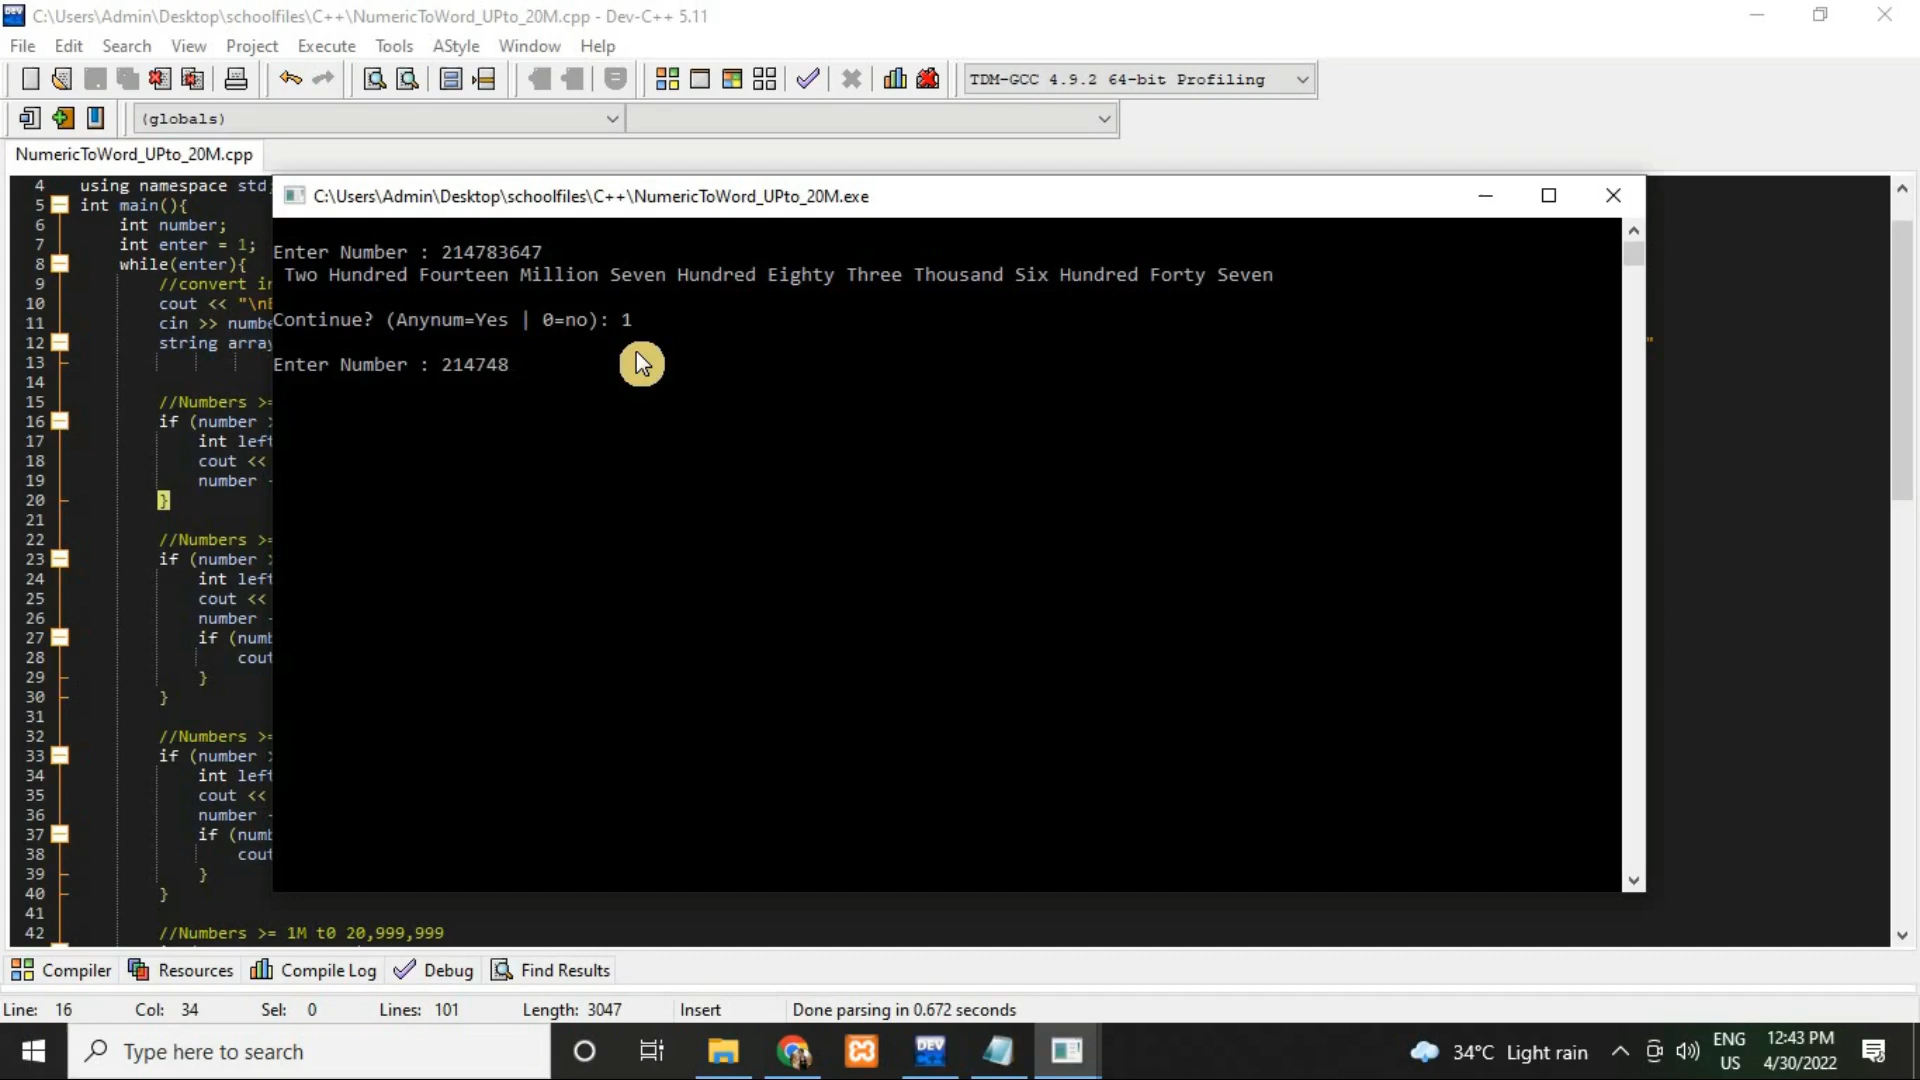 C:\Users\Admin\Desktop\schoolfiles\C++\NumericToWord_UPto_20M.cpp - Dev-C++ 5.11
File Edit Search View Project Execute Tools AStyle Window Help
TDM-GCC 4.9.2 64-bit Profiling
(globals)
NumericToWord_UPto_20M.cpp
C:\Users\Admin\Desktop\schoolfiles\C++\NumericToWord_UPto_20M.exe
Enter Number : 214783647
Two Hundred Fourteen Million Seven Hundred Eighty Three Thousand Six Hundred Forty Seven
Continue? (Anynum=Yes | 0=no): 1
Enter Number : 214748
4 using namespace std;
5 int main(){
6 int number;
7 int enter = 1;
8 while(enter){
9 //convert in
10 cout << "\nE
11 cin >> numbe
12 string array
13
14
15 //Numbers >=
16 if (number >
17 int left
18 cout <<
19 number -
20 }
21
22 //Numbers >=
23 if (number >
24 int left
25 cout <<
26 number -
27 if (numb
28 cout
29 }
30 }
31
32 //Numbers >=
33 if (number >
34 int left
35 cout <<
36 number -
37 if (numb
38 cout
39 }
40 }
41
42 //Numbers >= 1M t0 20,999,999
"
Compiler Resources Compile Log Debug Find Results
Line: 16 Col: 34 Sel: 0 Lines: 101 Length: 3047 Insert Done parsing in 0.672 seconds
Type here to search
DEV
34°C Light rain
ENG
US
12:43 PM
4/30/2022